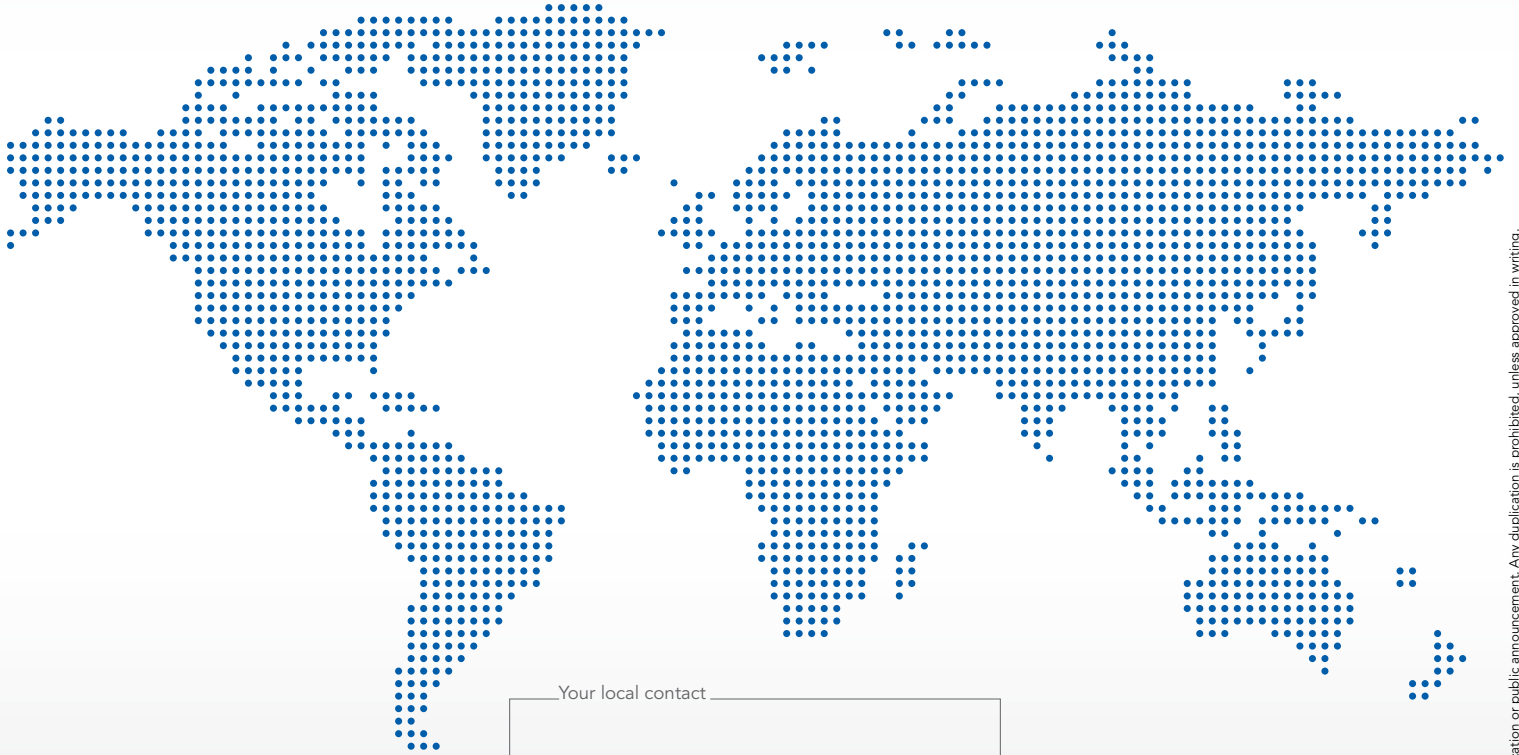 Your local contact
ation or public announcement. Any duplication is prohibited, unless approved in writing.